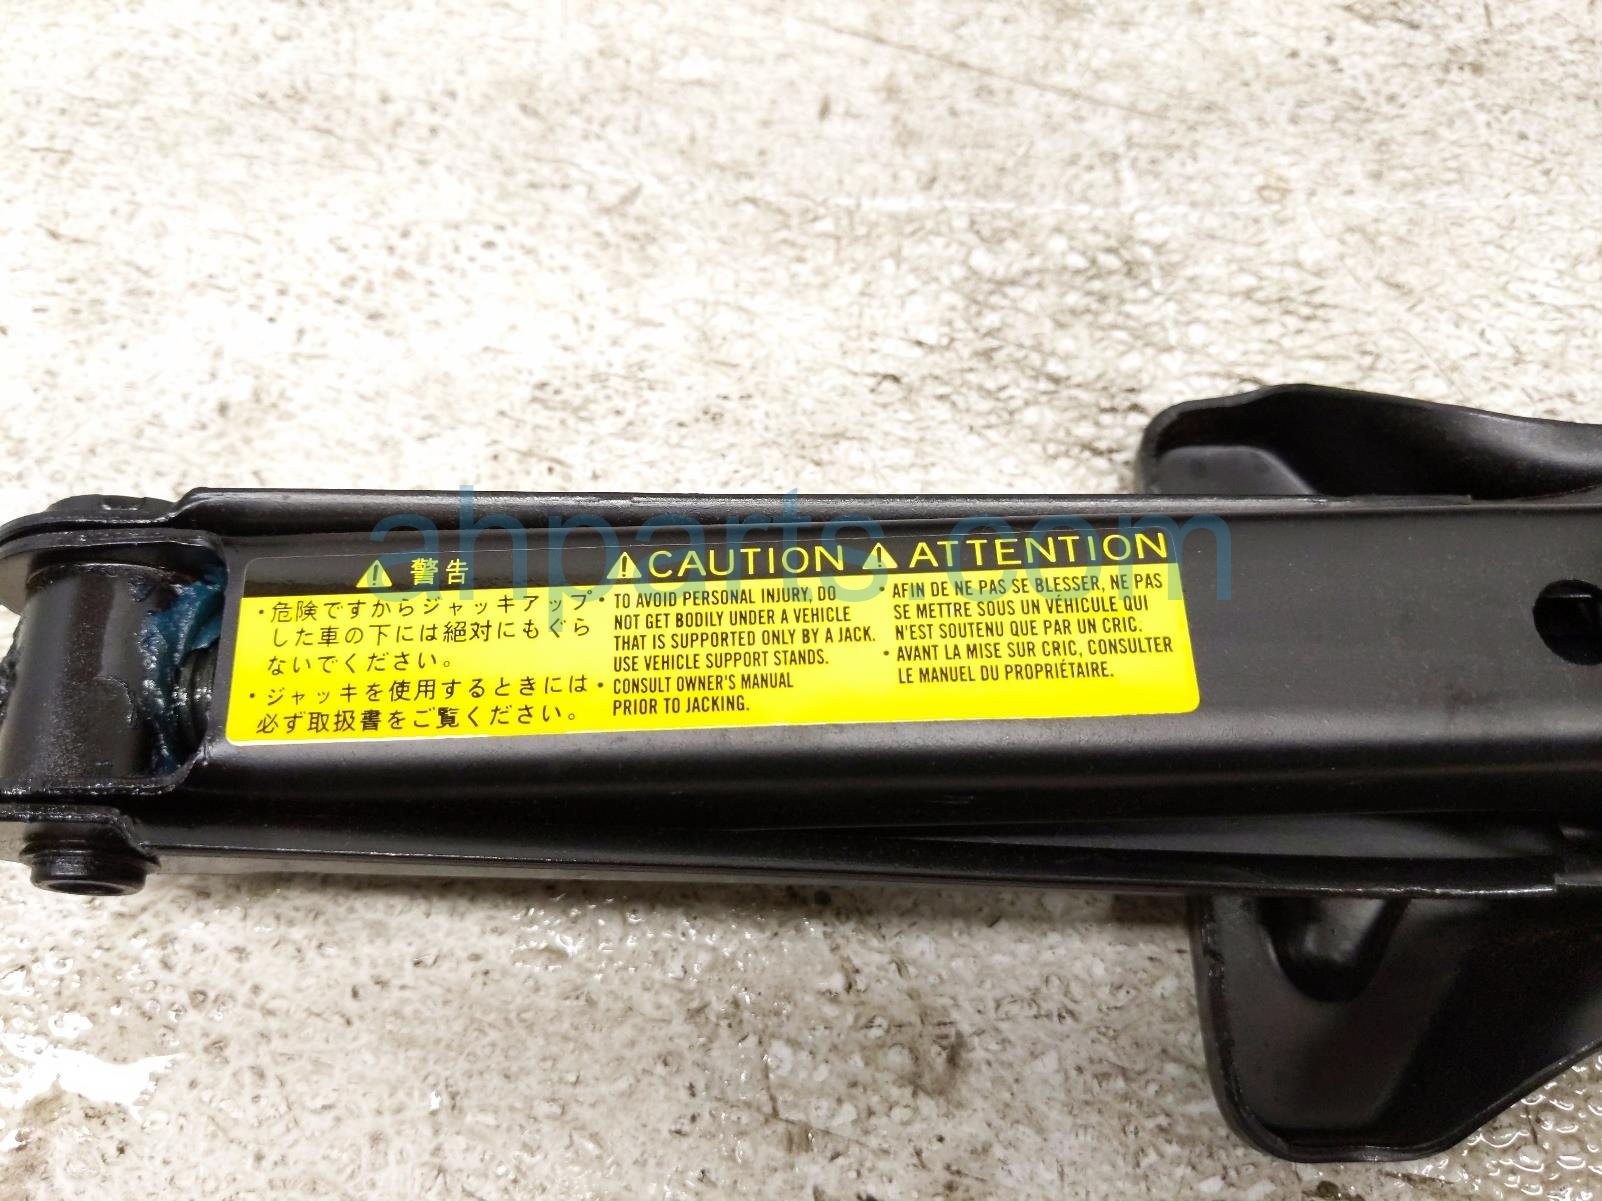 警告
・危険ですからジャッキアップ
した車の下には絶対にもぐら
ないでください。
・ジャッキを使用するときには
必ず取扱書をご覧ください。
CAUTION
• TO AVOID PERSONAL INJURY, DO
NOT GET BODILY UNDER A VEHICLE
THAT IS SUPPORTED ONLY BY A JACK.
USE VEHICLE SUPPORT STANDS.
• CONSULT OWNER'S MANUAL
PRIOR TO JACKING.
ATTENTION
• AFIN DE NE PAS SE BLESSER, NE PAS
SE METTRE SOUS UN VÉHICULE QUI
N'EST SOUTENU QUE PAR UN CRIC.
• AVANT LA MISE SUR CRIC, CONSULTER
LE MANUEL DU PROPRIÉTAIRE.
ahparts.com